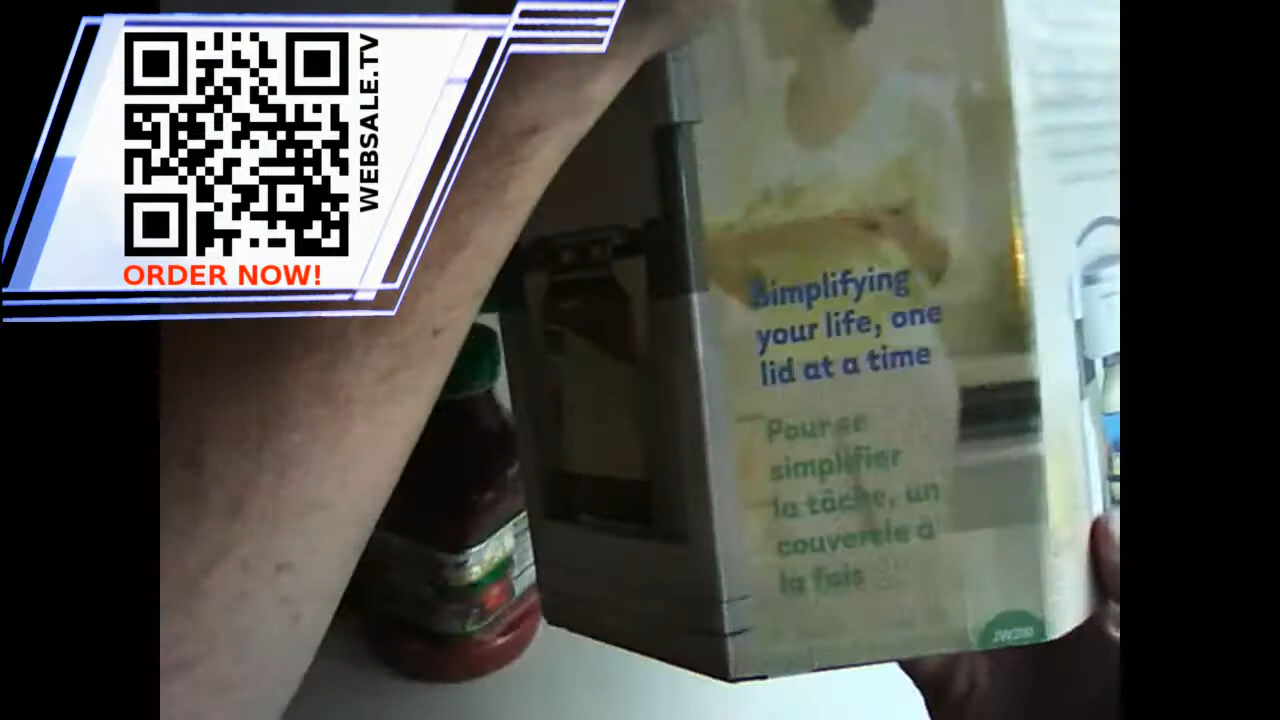 WEBSALE.TV
ORDER NOW!
Simplifying
your life, one
lid at a time
Pour se
simplifier
la tâche, un
couvercle à
la fois
JW200